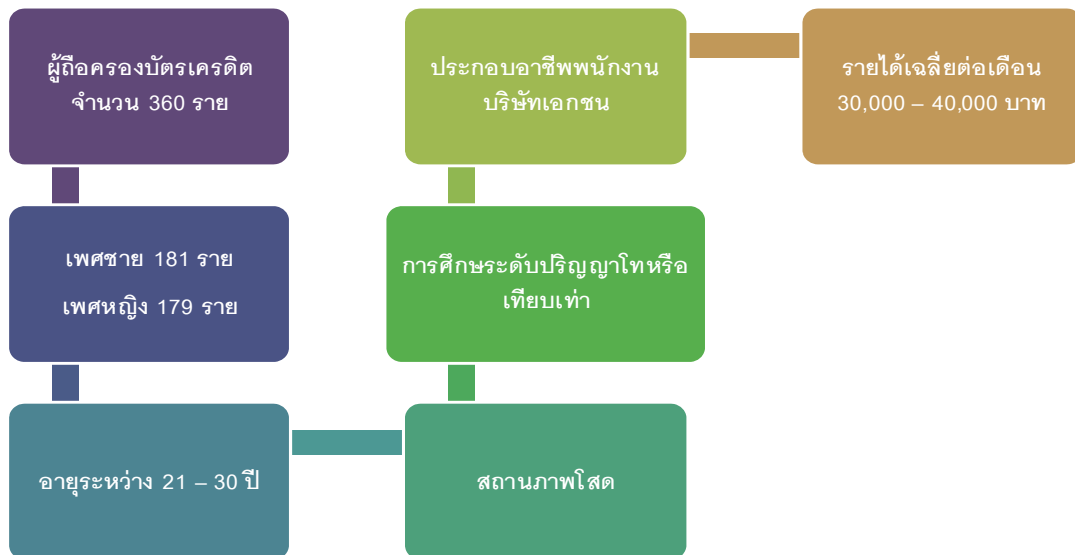 ผู้ถือครองบัตรเครดิต
จำนวน 360 ราย
เพศชาย 181 ราย
เพศหญิง 179 ราย
อายุระหว่าง 21 – 30 ปี
สถานภาพโสด
การศึกษระดับปริญญาโทหรือ
เทียบเท่า
ประกอบอาชีพพนักงาน
บริษัทเอกชน
รายได้เฉลี่ยต่อเดือน
30,000 – 40,000 บาท